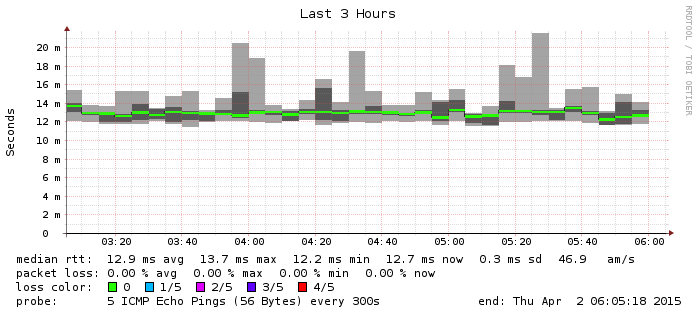 Last 3 Hours
RRDTOOL / TOBI OETIKER
Seconds
20 m
18 m
16 m
14 m
12 m
10 m
8 m
6 m
4 m
2 m
0
03:20 03:40 04:00 04:20 04:40 05:00 05:20 05:40 06:00
median rtt: 12.9 ms avg 13.7 ms max 12.2 ms min 12.7 ms now 0.3 ms sd 46.9 am/s
packet loss: 0.00 % avg 0.00 % max 0.00 % min 0.00 % now
loss color: 0 1/5 2/5 3/5 4/5
probe: 5 ICMP Echo Pings (56 Bytes) every 300s end: Thu Apr 2 06:05:18 2015